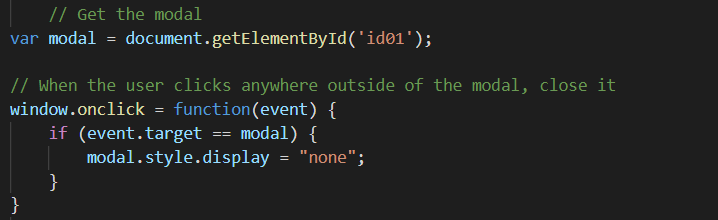 // Get the modal
var modal = document.getElementById('id01');
// When the user clicks anywhere outside of the modal, close it
window.onclick = function(event) {
if (event.target == modal) {
modal.style.display = "none";
}
}